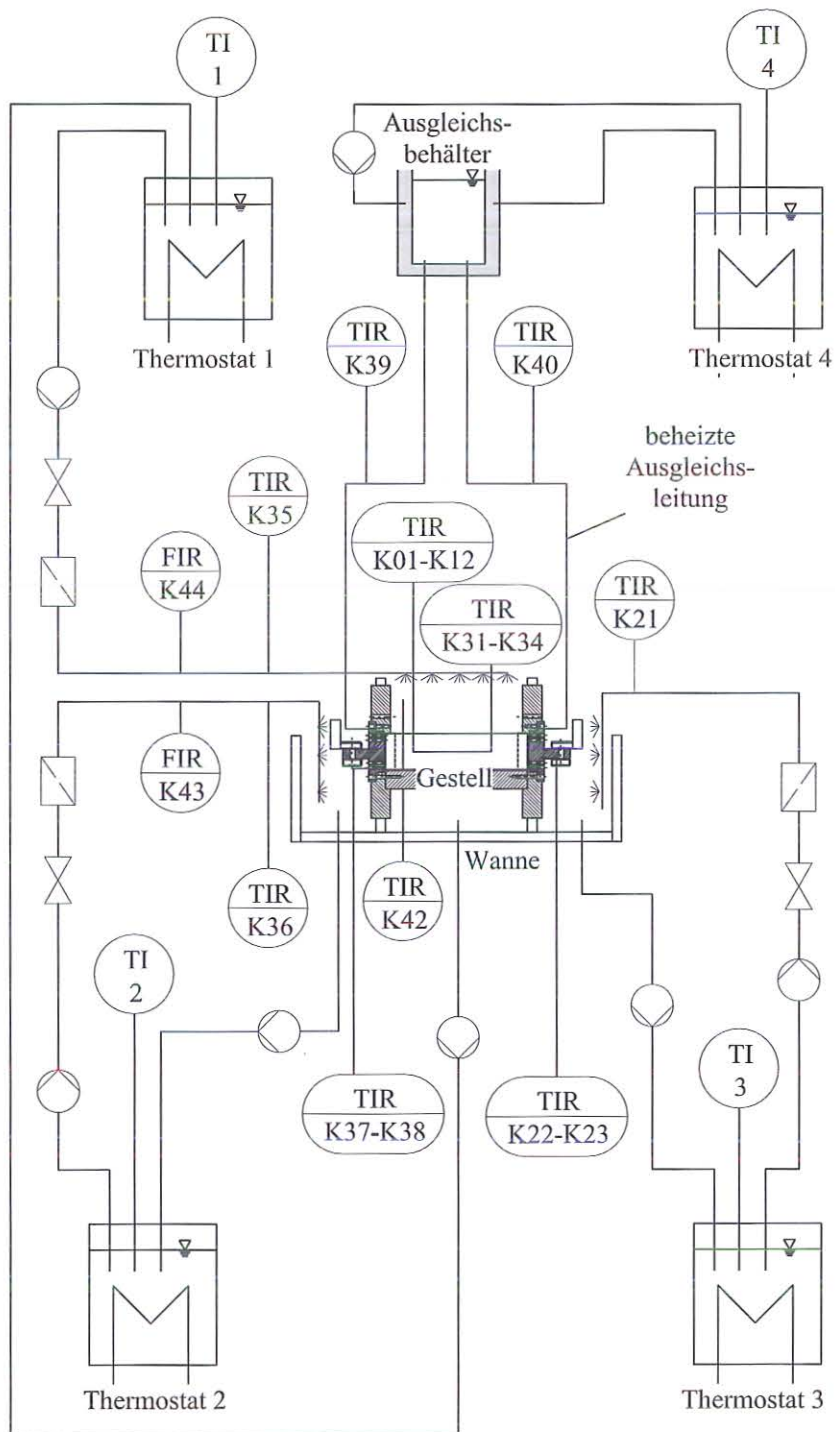 TI
1
TI
4
Ausgleichs-
behälter
Thermostat 1
Thermostat 4
TIR
K39
TIR
K40
beheizte
Ausgleichs-
leitung
TIR
K35
TIR
K01-K12
FIR
K44
TIR
K31-K34
TIR
K21
FIR
K43
Gestell
Wanne
TIR
K36
TIR
K42
TI
2
TI
3
TIR
K37-K38
TIR
K22-K23
Thermostat 2
Thermostat 3